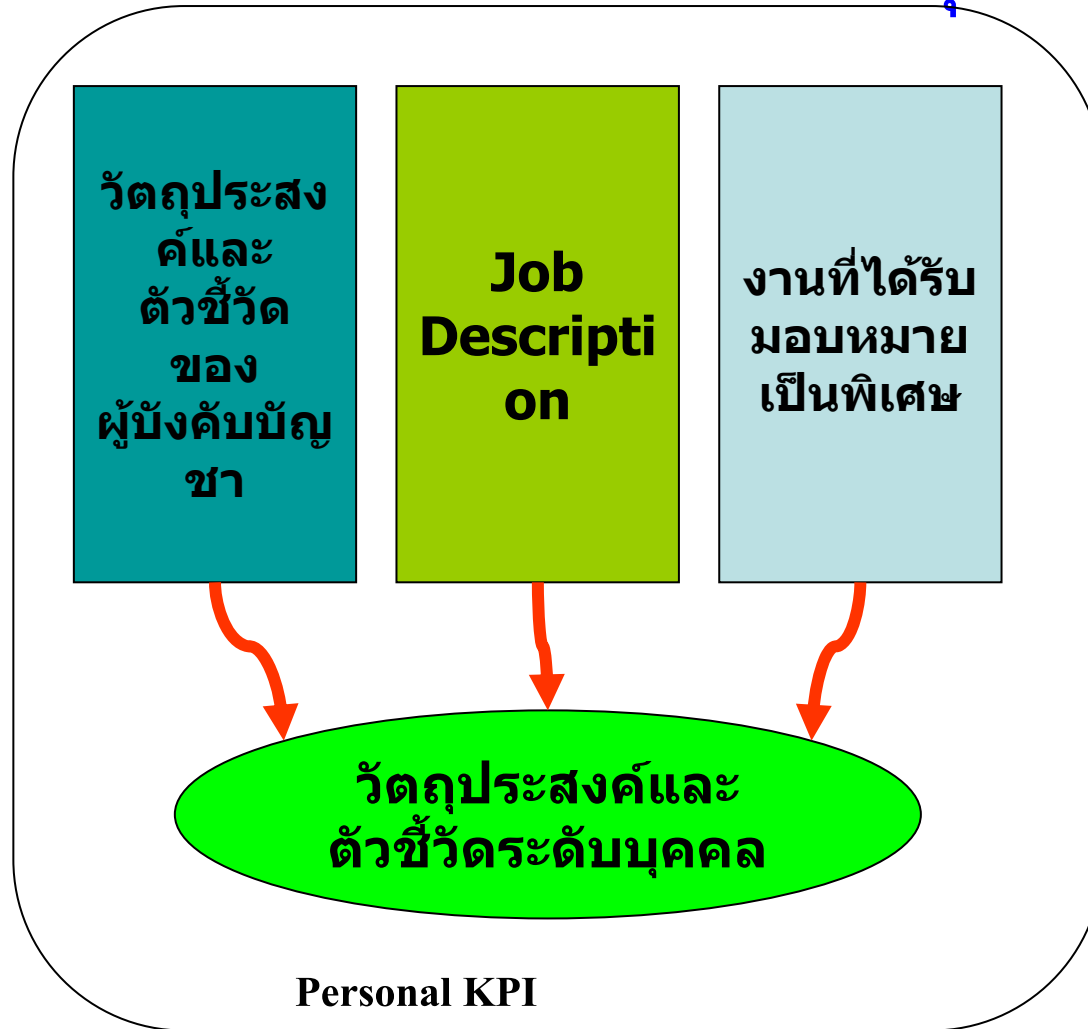 วัตถุประสง
ค์และ
ตัวชี้วัด
ของ
ผู้บังคับบัญ
ชา
Job
Descripti
on
งานที่ได้รับ
มอบหมาย
เป็นพิเศษ
วัตถุประสงค์และ
ตัวชี้วัดระดับบุคคล
Personal KPI